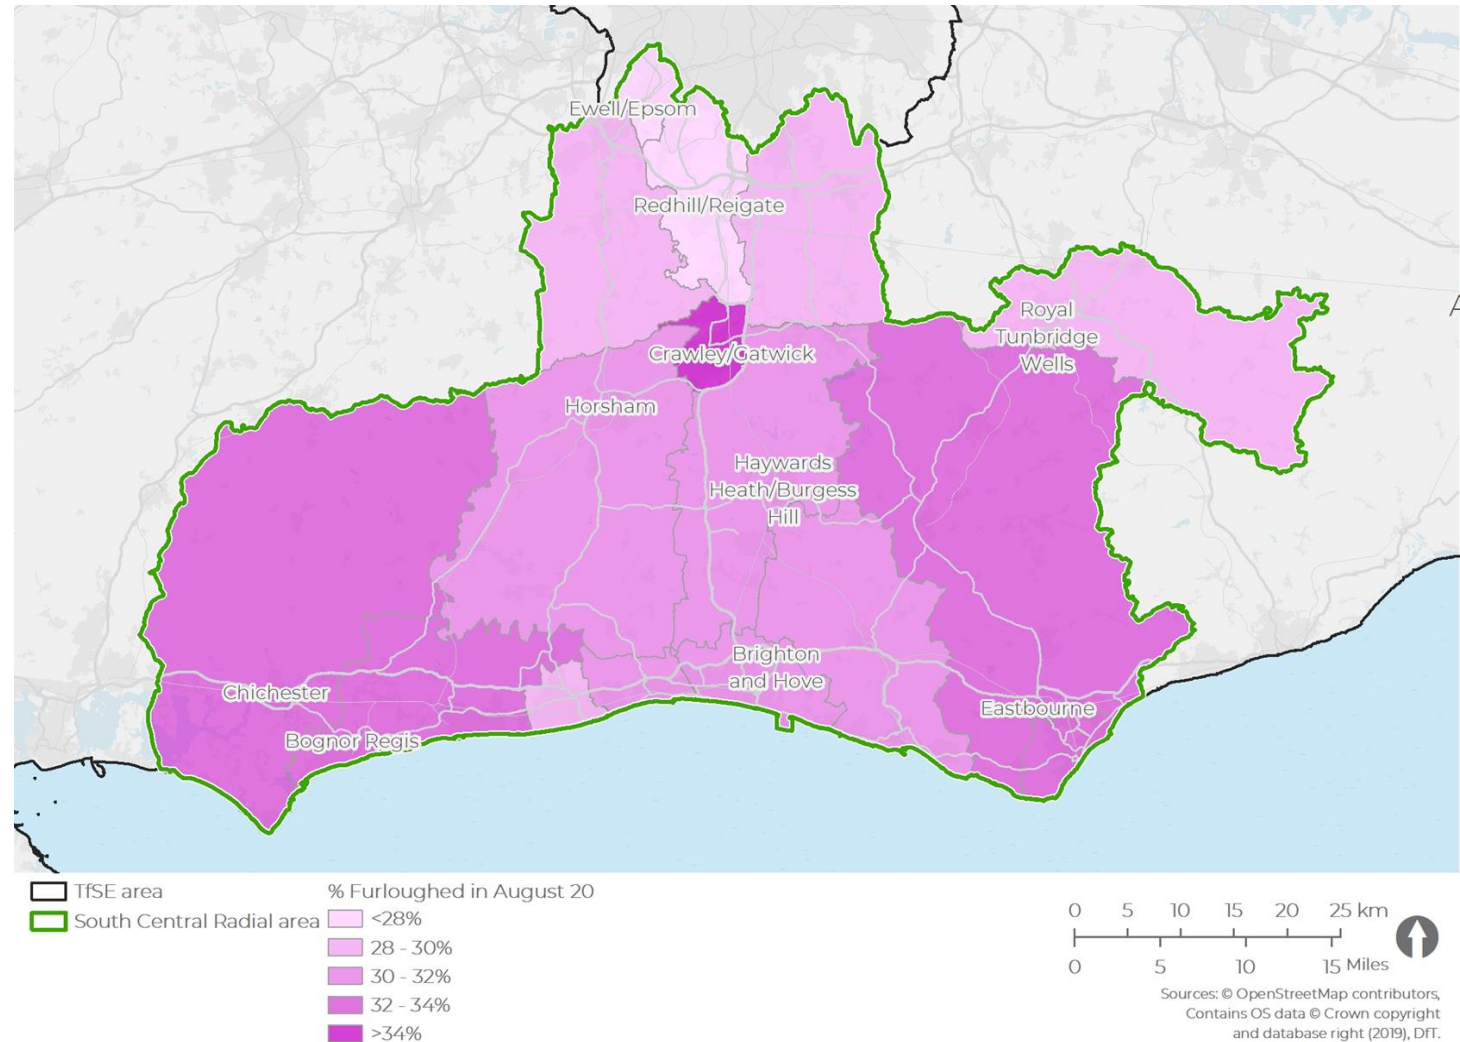 Ewell/Epsom
Redhill/Reigate
Royal
Tunbridge
Wells
A
Crawley/Gatwick
Horsham
Haywards
Heath/Burgess
Hill
Brighton
and Hove
Chichester
Eastbourne
Bognor Regis
TfSE area
South Central Radial area
% Furloughed in August 20
<28%
28 - 30%
30 - 32%
32 - 34%
>34%
0 5 10 15 20 25 km
0 5 10 15 Miles
Sources: © OpenStreetMap contributors,
Contains OS data © Crown copyright
and database right (2019), DfT.